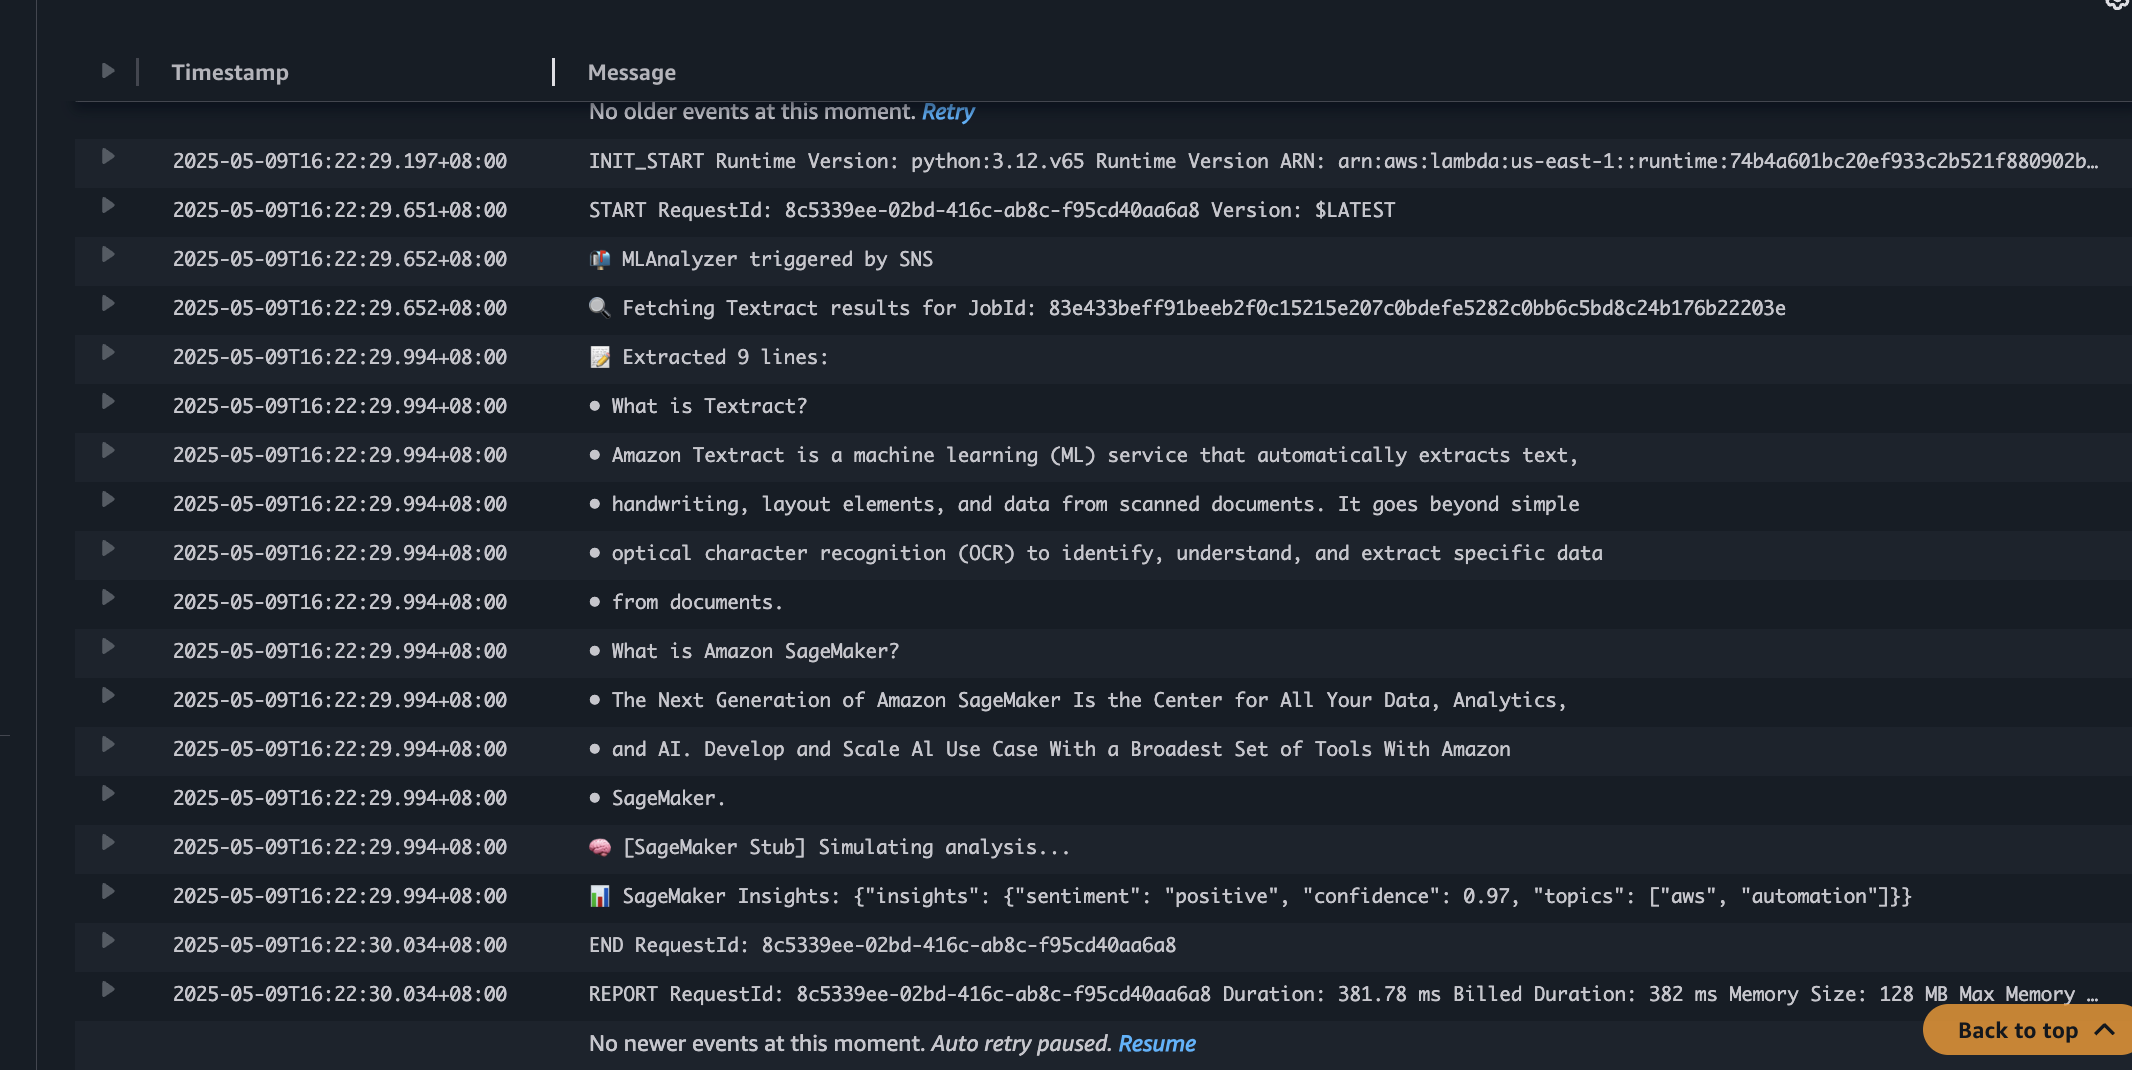 Timestamp Message
No older events at this moment. Retry
2025-05-09T16:22:29.197+08:00 INIT_START Runtime Version: python:3.12.v65 Runtime Version ARN: arn:aws:lambda:us-east-1::runtime:74b4a601bc20ef933c2b521f880902b…
2025-05-09T16:22:29.651+08:00 START RequestId: 8c5339ee-02bd-416c-ab8c-f95cd40aa6a8 Version: $LATEST
2025-05-09T16:22:29.652+08:00 📬 MLAnalyzer triggered by SNS
2025-05-09T16:22:29.652+08:00 🔍 Fetching Textract results for JobId: 83e433beff91beeb2f0c15215e207c0bdefe5282c0bb6c5bd8c24b176b22203e
2025-05-09T16:22:29.994+08:00 📝 Extracted 9 lines:
2025-05-09T16:22:29.994+08:00 • What is Textract?
2025-05-09T16:22:29.994+08:00 • Amazon Textract is a machine learning (ML) service that automatically extracts text,
2025-05-09T16:22:29.994+08:00 • handwriting, layout elements, and data from scanned documents. It goes beyond simple
2025-05-09T16:22:29.994+08:00 • optical character recognition (OCR) to identify, understand, and extract specific data
2025-05-09T16:22:29.994+08:00 • from documents.
2025-05-09T16:22:29.994+08:00 • What is Amazon SageMaker?
2025-05-09T16:22:29.994+08:00 • The Next Generation of Amazon SageMaker Is the Center for All Your Data, Analytics,
2025-05-09T16:22:29.994+08:00 • and AI. Develop and Scale Al Use Case With a Broadest Set of Tools With Amazon
2025-05-09T16:22:29.994+08:00 • SageMaker.
2025-05-09T16:22:29.994+08:00 🧠 [SageMaker Stub] Simulating analysis...
2025-05-09T16:22:29.994+08:00 📊 SageMaker Insights: {"insights": {"sentiment": "positive", "confidence": 0.97, "topics": ["aws", "automation"]}}
2025-05-09T16:22:30.034+08:00 END RequestId: 8c5339ee-02bd-416c-ab8c-f95cd40aa6a8
2025-05-09T16:22:30.034+08:00 REPORT RequestId: 8c5339ee-02bd-416c-ab8c-f95cd40aa6a8 Duration: 381.78 ms Billed Duration: 382 ms Memory Size: 128 MB Max Memory …
Back to top
No newer events at this moment. Auto retry paused. Resume